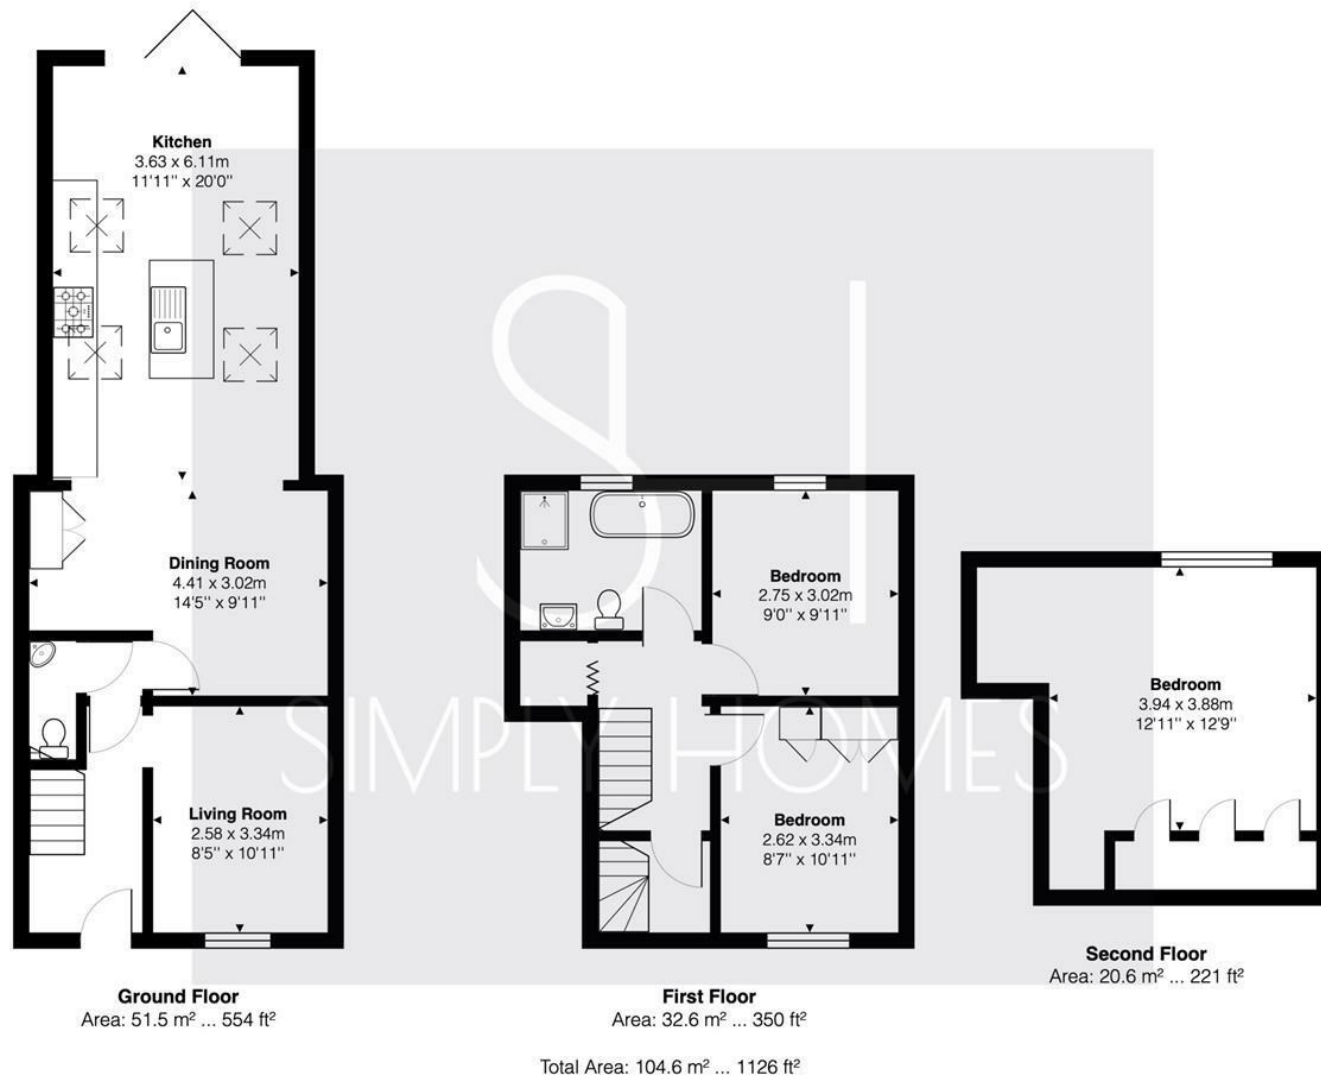 Kitchen
3.63 x 6.11m
11'11'' x 20'0''
Dining Room
4.41 x 3.02m
14'5'' x 9'11''
Living Room
2.58 x 3.34m
8'5'' x 10'11''
Ground Floor
Area: 51.5 m² ... 554 ft²
Bedroom
2.75 x 3.02m
9'0'' x 9'11''
Bedroom
2.62 x 3.34m
8'7'' x 10'11''
First Floor
Area: 32.6 m² ... 350 ft²
Bedroom
3.94 x 3.88m
12'11'' x 12'9''
Second Floor
Area: 20.6 m² ... 221 ft²
Total Area: 104.6 m² ... 1126 ft²
SIMPLY HOMES